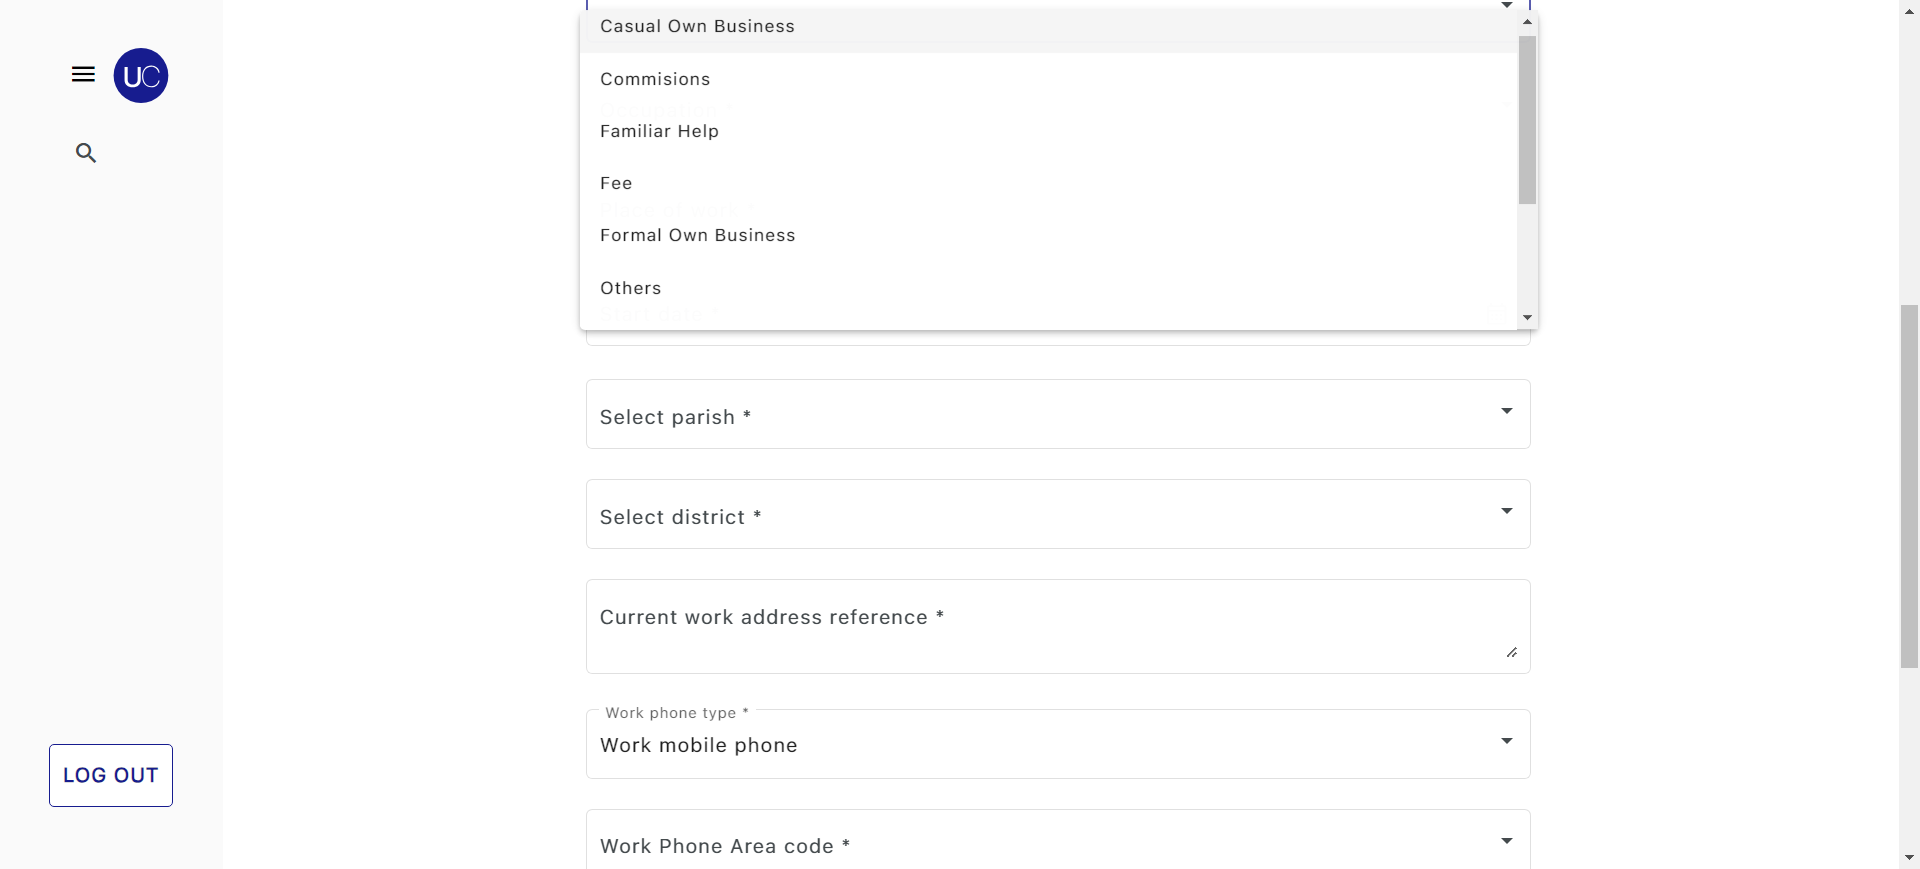 UC
Casual Own Business
Commisions
Familiar Help
Fee
Formal Own Business
Others
Select parish *
Select district *
Current work address reference *
Work phone type *
Work mobile phone
Work Phone Area code *
LOG OUT